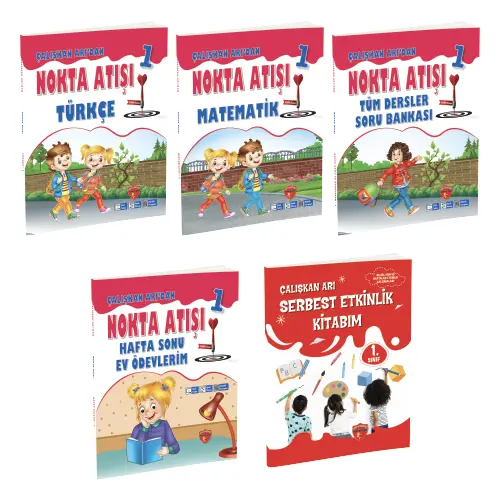 ÇALIŞKAN ARI'DAN
1
NOKTA ATIŞI
TÜRKÇE
ÇALIŞKAN ARI'DAN
1
NOKTA ATIŞI
MATEMATİK
ÇALIŞKAN ARI'DAN
1
NOKTA ATIŞI
TÜM DERSLER
SORU BANKASI
ÇALIŞKAN ARI'DAN
1
NOKTA ATIŞI
HAFTA SONU
EV ÖDEVLERİM
ÇALIŞKAN ARI
SERBEST ETKİNLİK
KİTABIM
1.
SINIF